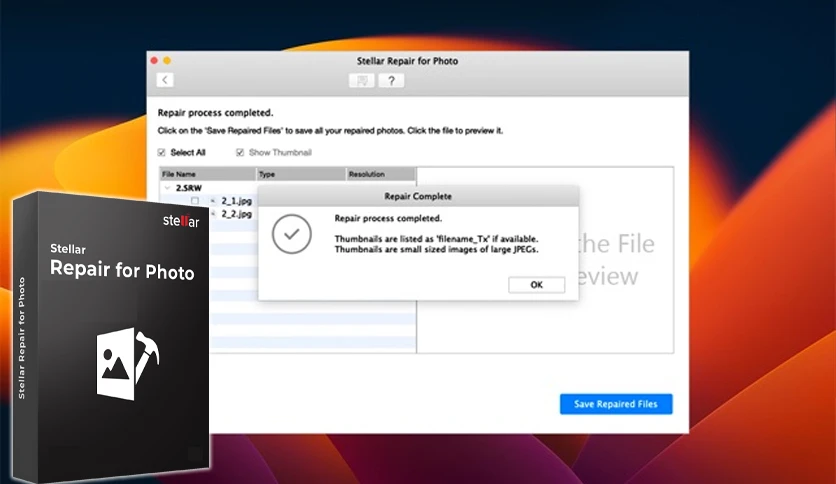 Stellar Repair for Photo
?
Repair process completed.
Click on the 'Save Repaired Files' to save all your repaired photos. Click the file to preview it.
Select All
Show Thumbnail
File Name
Type
Resolution
2.SRW
2_1.jpg
2_2.jpg
Repair Complete
Repair process completed.
Thumbnails are listed as 'filename_Tx' if available.
Thumbnails are small sized images of large JPEGs.
OK
the File
eview
Save Repaired Files
stellar
Stellar
Repair for Photo
Stellar Repair for Photo